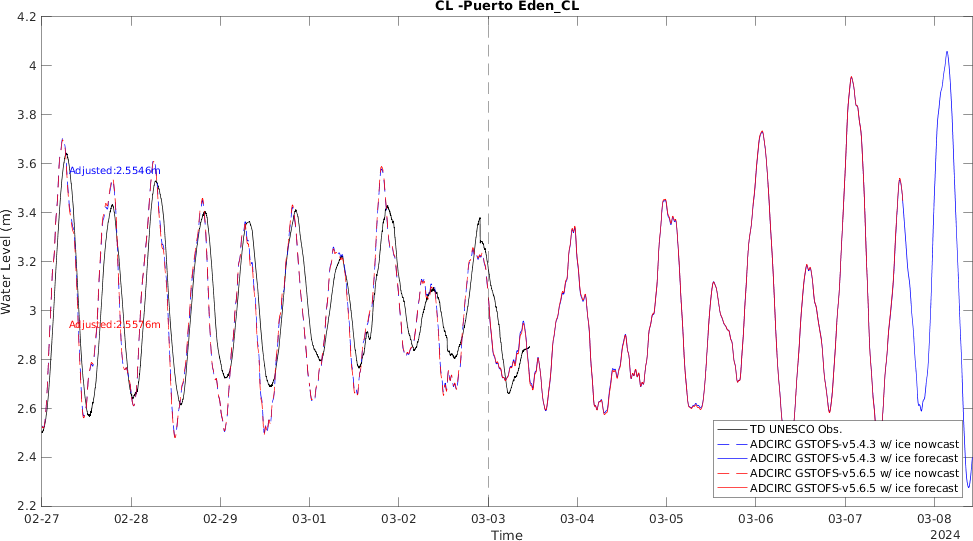 CL -Puerto Eden_CL
4.2
4
3.8
3.6
3.4
3.2
3
2.8
2.6
2.4
2.2
Water Level (m)
Adjusted:2.5546m
Adjusted:2.5576m
TD UNESCO Obs.
ADCIRC GSTOFS-v5.4.3 w/ ice nowcast
ADCIRC GSTOFS-v5.4.3 w/ ice forecast
ADCIRC GSTOFS-v5.6.5 w/ ice nowcast
ADCIRC GSTOFS-v5.6.5 w/ ice forecast
02-27 02-28 02-29 03-01 03-02 03-03 03-04 03-05 03-06 03-07 03-08
Time 2024